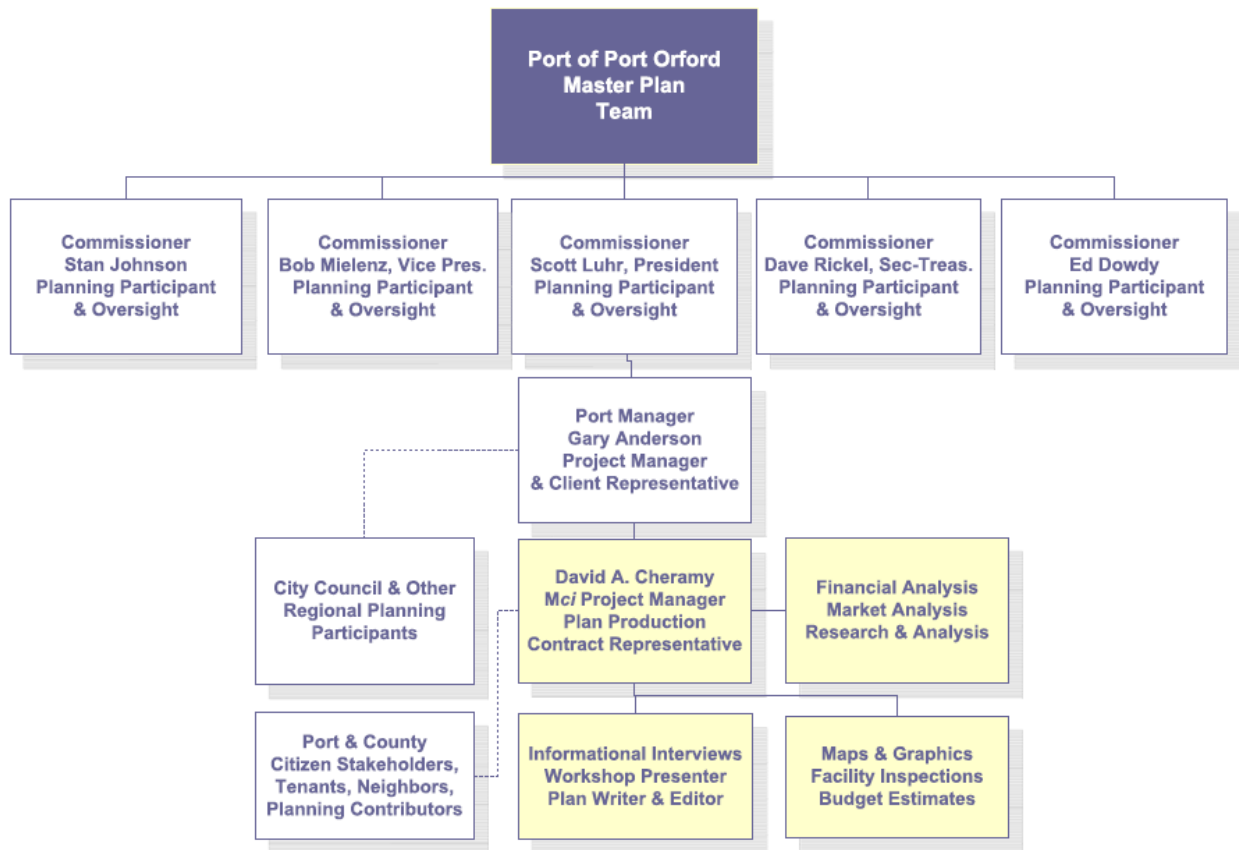 Port of Port Orford
Master Plan
Team
Commissioner
Stan Johnson
Planning Participant
& Oversight
Commissioner
Bob Mielenz, Vice Pres.
Planning Participant
& Oversight
Commissioner
Scott Luhr, President
Planning Participant
& Oversight
Commissioner
Dave Rickel, Sec-Treas.
Planning Participant
& Oversight
Commissioner
Ed Dowdy
Planning Participant
& Oversight
Port Manager
Gary Anderson
Project Manager
& Client Representative
City Council & Other
Regional Planning
Participants
David A. Cheramy
Mci Project Manager
Plan Production
Contract Representative
Financial Analysis
Market Analysis
Research & Analysis
Port & County
Citizen Stakeholders,
Tenants, Neighbors,
Planning Contributors
Informational Interviews
Workshop Presenter
Plan Writer & Editor
Maps & Graphics
Facility Inspections
Budget Estimates